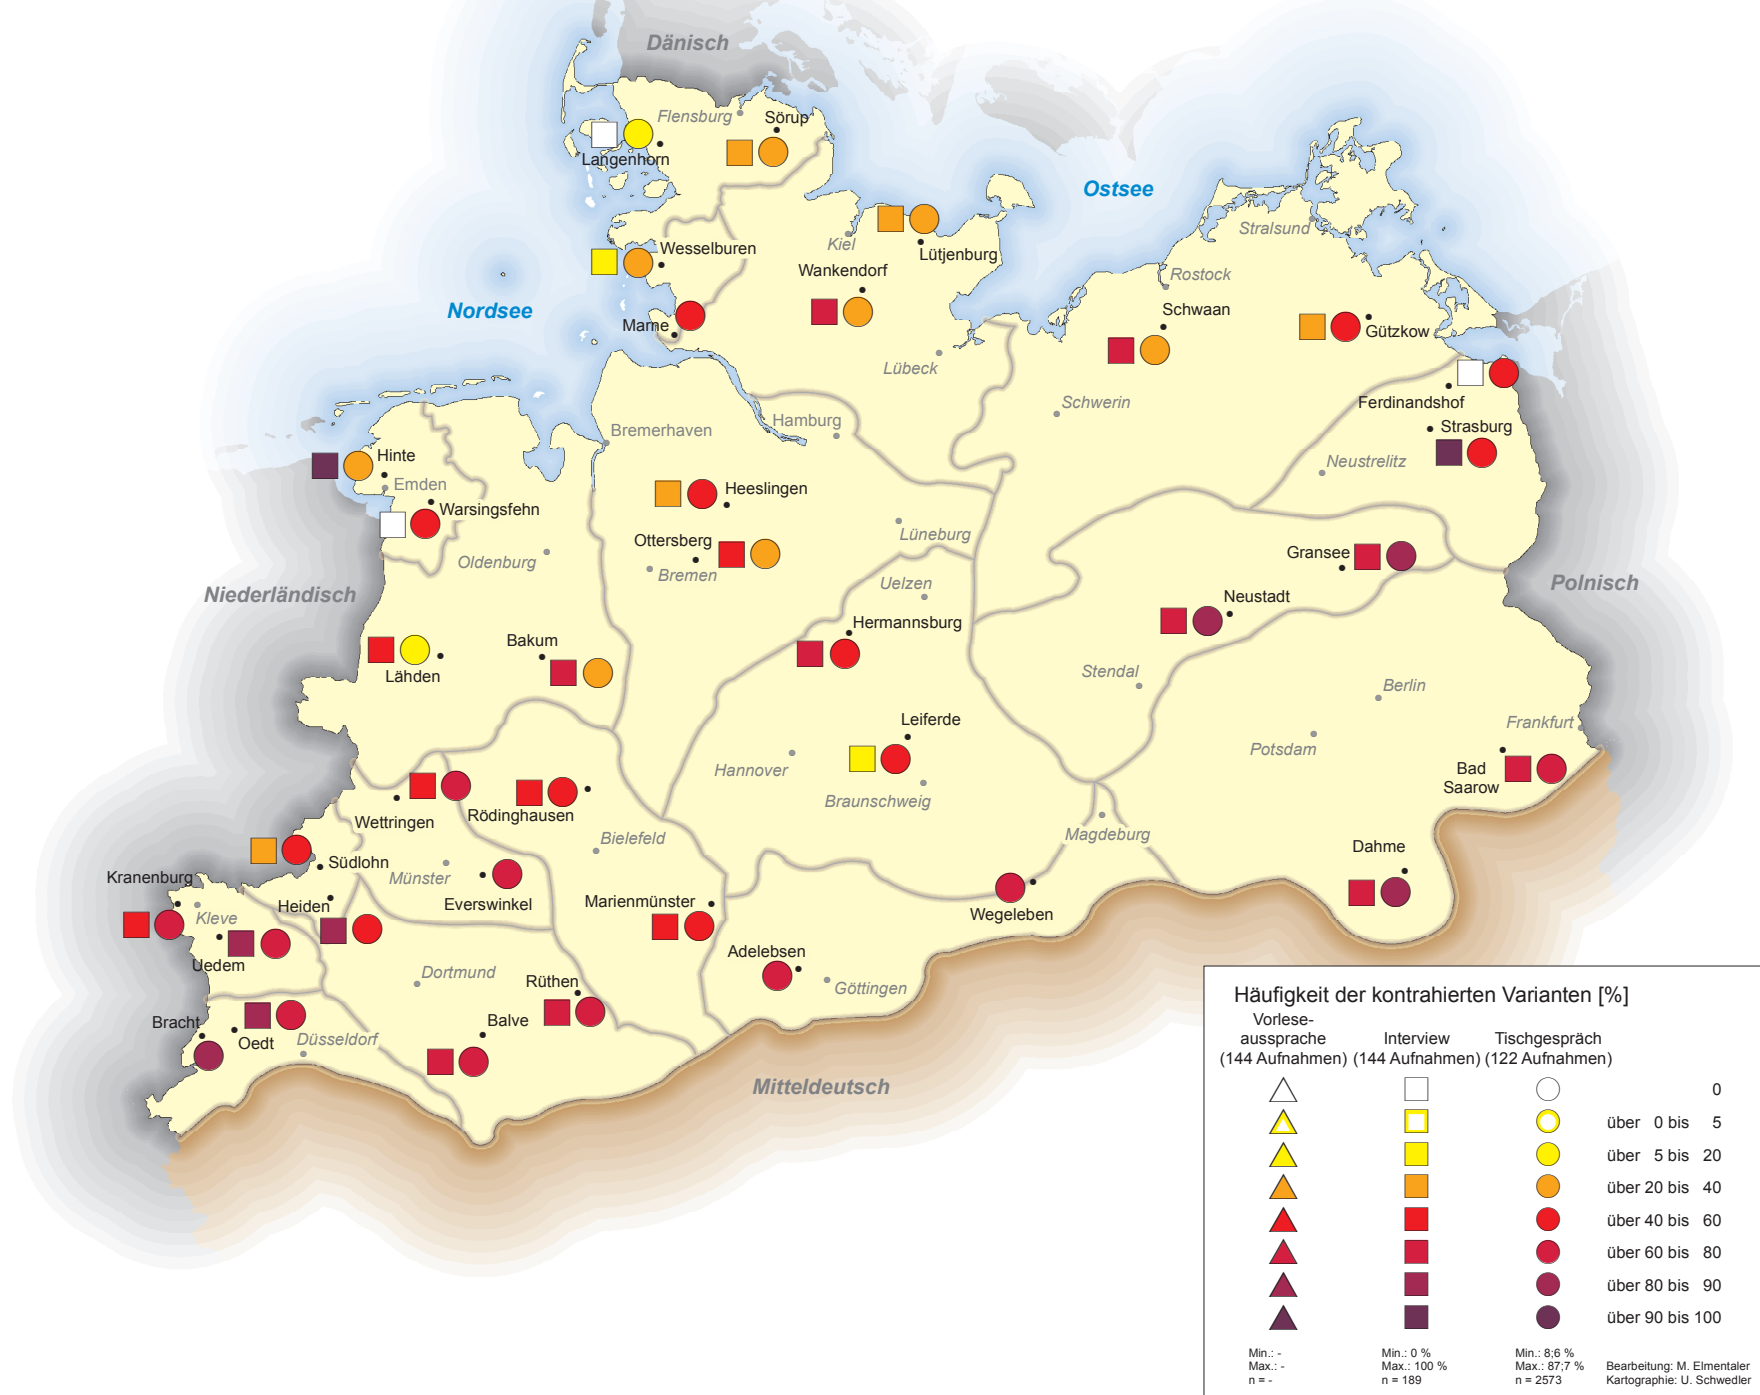 Dänisch
Flensburg
Sörup
Langenhorn
Ostsee
Stralsund
Kiel
Wesselburen
Lütjenburg
Wankendorf
Rostock
Nordsee
Schwaan
Marne
Gützkow
Lübeck
Ferdinandshof
Schwerin
Hamburg
Strasburg
Bremerhaven
Hinte
Neustrelitz
Emden
Heeslingen
Warsingsfehn
Lüneburg
Ottersberg
Gransee
Oldenburg
Bremen
Uelzen
Polnisch
Niederländisch
Neustadt
Hermannsburg
Bakum
Stendal
Lähden
Berlin
Leiferde
Frankfurt
Potsdam
Hannover
Bad
Saarow
Braunschweig
Rödinghausen
Wettringen
Magdeburg
Bielefeld
Dahme
Südlohn
Kranenburg
Münster
Heiden
Everswinkel
Marienmünster
Wegeleben
Kleve
Adelebsen
Uedem
Dortmund
Rüthen
Göttingen
Bracht
Balve
Oedt
Düsseldorf
Mitteldeutsch
Häufigkeit der kontrahierten Varianten [%]
Vorlese-
aussprache Interview Tischgespräch
(144 Aufnahmen) (144 Aufnahmen) (122 Aufnahmen)
0
über 0 bis 5
über 5 bis 20
über 20 bis 40
über 40 bis 60
über 60 bis 80
über 80 bis 90
über 90 bis 100
Min.: - Min.: 0 % Min.: 8;6 %
Max.: - Max.: 100 % Max.: 87;7 % Bearbeitung: M. Elmentaler
n = - n = 189 n = 2573 Kartographie: U. Schwedler